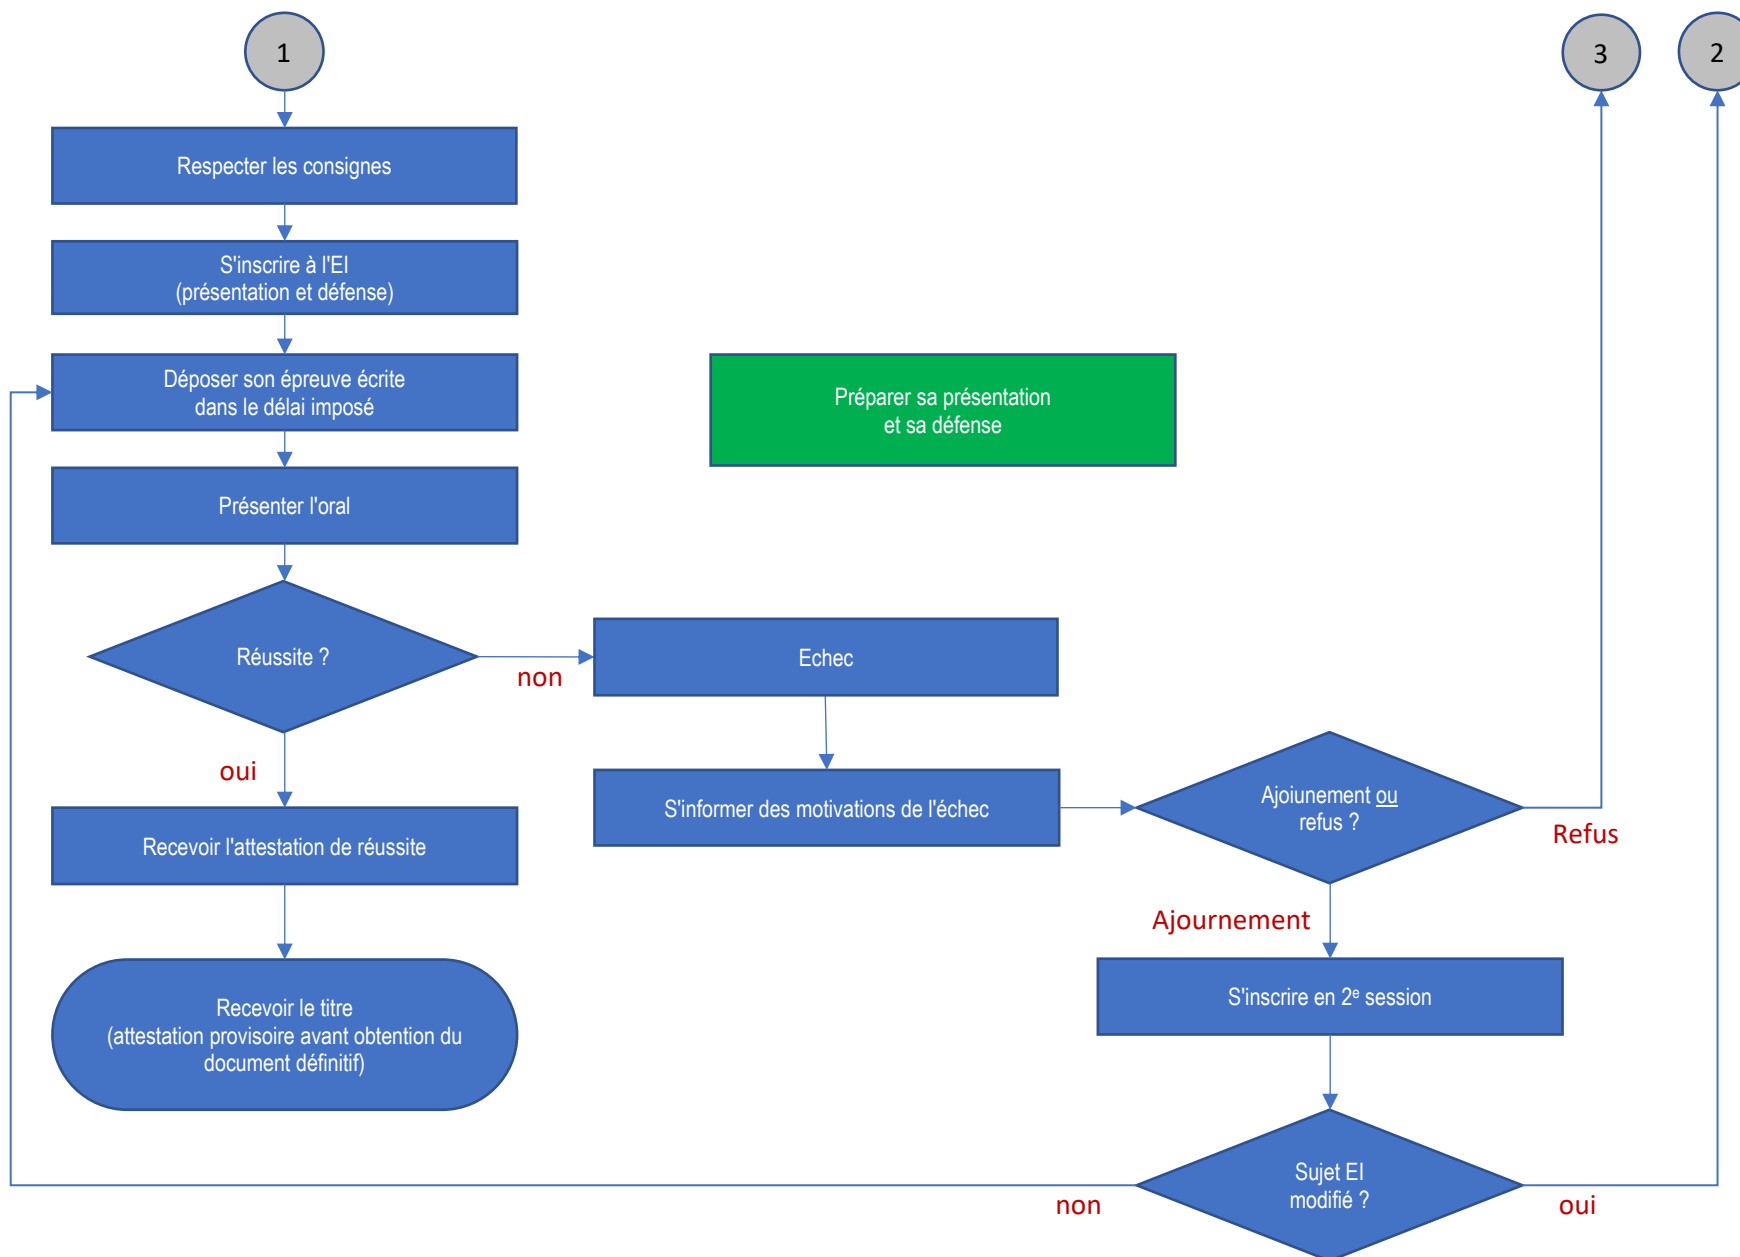 1
3
2
Respecter les consignes
S'inscrire à l'EI
(présentation et défense)
Déposer son épreuve écrite
dans le délai imposé
Préparer sa présentation
et sa défense
Présenter l'oral
Réussite ?
non
Echec
oui
S'informer des motivations de l'échec
Ajoiunement ou
refus ?
Refus
Recevoir l'attestation de réussite
Ajournement
S'inscrire en 2e session
Recevoir le titre
(attestation provisoire avant obtention du
document définitif)
Sujet EI
modifié ?
non
oui